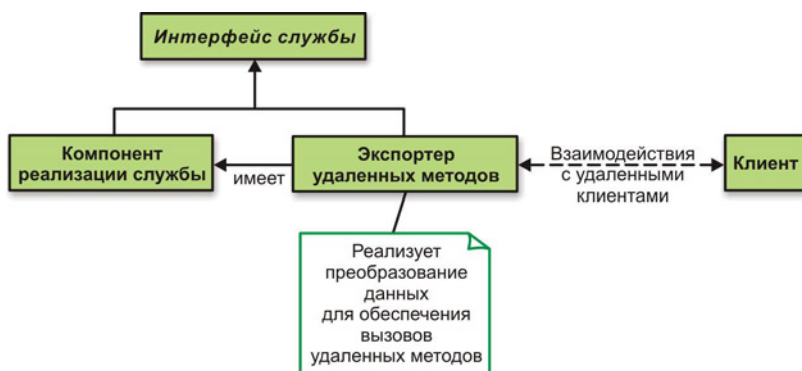 Интерфейс службы
Компонент
реализации службы
имеет
Экспортер
удаленных методов
Взаимодействия
с удаленными
клиентами
Клиент
Реализует
преобразование
данных
для обеспечения
вызовов
удаленных методов